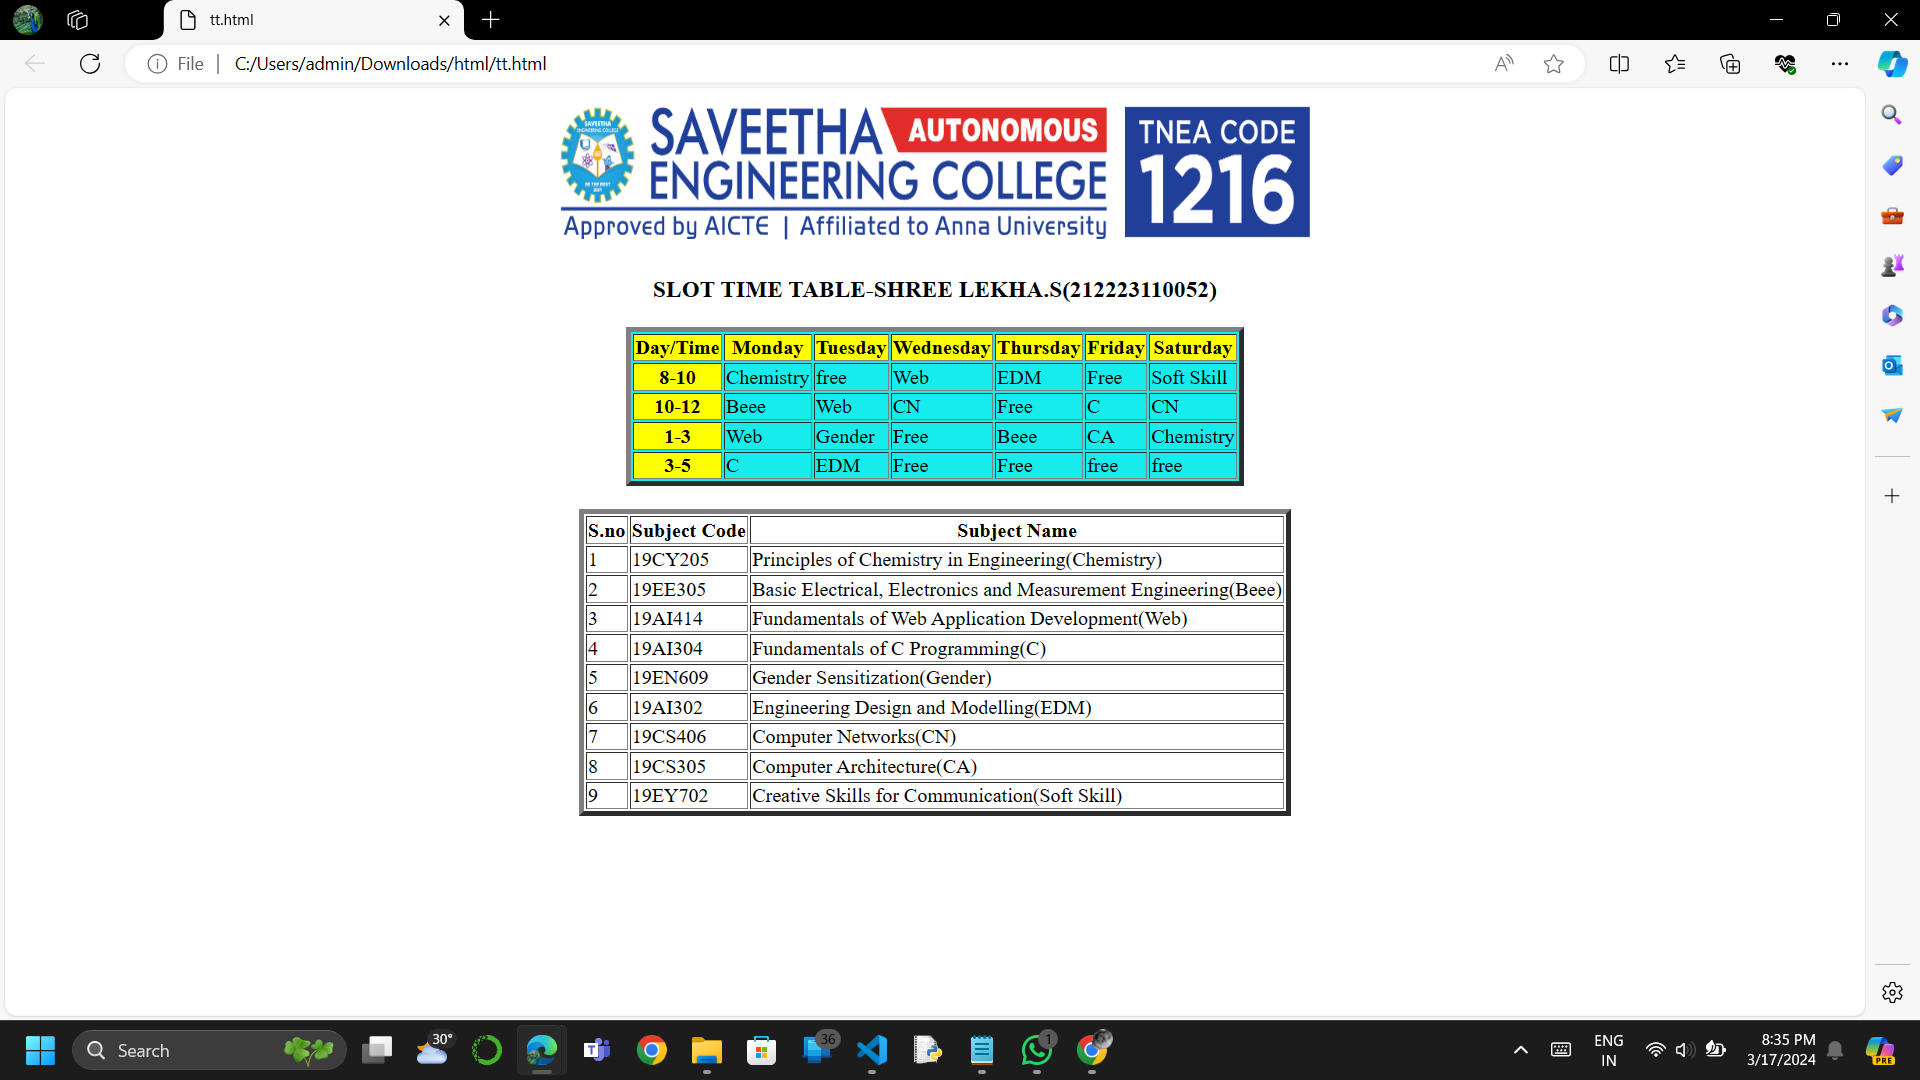 tt.html
File | C:/Users/admin/Downloads/html/tt.html
SAVEETHA AUTONOMOUS
ENGINEERING COLLEGE
Approved by AICTE | Affiliated to Anna University
TNEA CODE
1216
SAVEETHA
ENGINEERING COLLEGE
SLOT TIME TABLE-SHREE LEKHA.S(212223110052)
Day/Time Monday Tuesday Wednesday Thursday Friday Saturday
8-10 Chemistry free Web EDM Free Soft Skill
10-12 Beee Web CN Free C CN
1-3 Web Gender Free Beee CA Chemistry
3-5 C EDM Free Free free free
S.no Subject Code Subject Name
1 19CY205 Principles of Chemistry in Engineering(Chemistry)
2 19EE305 Basic Electrical, Electronics and Measurement Engineering(Beee)
3 19AI414 Fundamentals of Web Application Development(Web)
4 19AI304 Fundamentals of C Programming(C)
5 19EN609 Gender Sensitization(Gender)
6 19AI302 Engineering Design and Modelling(EDM)
7 19CS406 Computer Networks(CN)
8 19CS305 Computer Architecture(CA)
9 19EY702 Creative Skills for Communication(Soft Skill)
Search
30°
36
1
ENG
IN
8:35 PM
3/17/2024
PRE